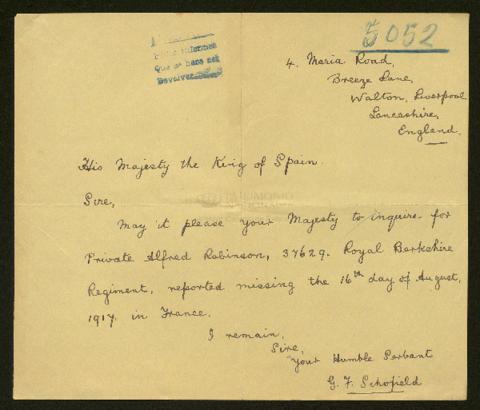 5052
Devolver
4. Maria Road,
Breeze Lane,
Walton, Liverpool
Lancashire,
England.
His Majesty the King of Spain.
Sire,
May it please your Majesty to inquire for
Private Alfred Robinson, 37629. Royal Berkshire
Regiment, reported missing the 16th day of August,
1917, in France.
I remain,
Sire,
Your Humble Servant
G. F. Schofield